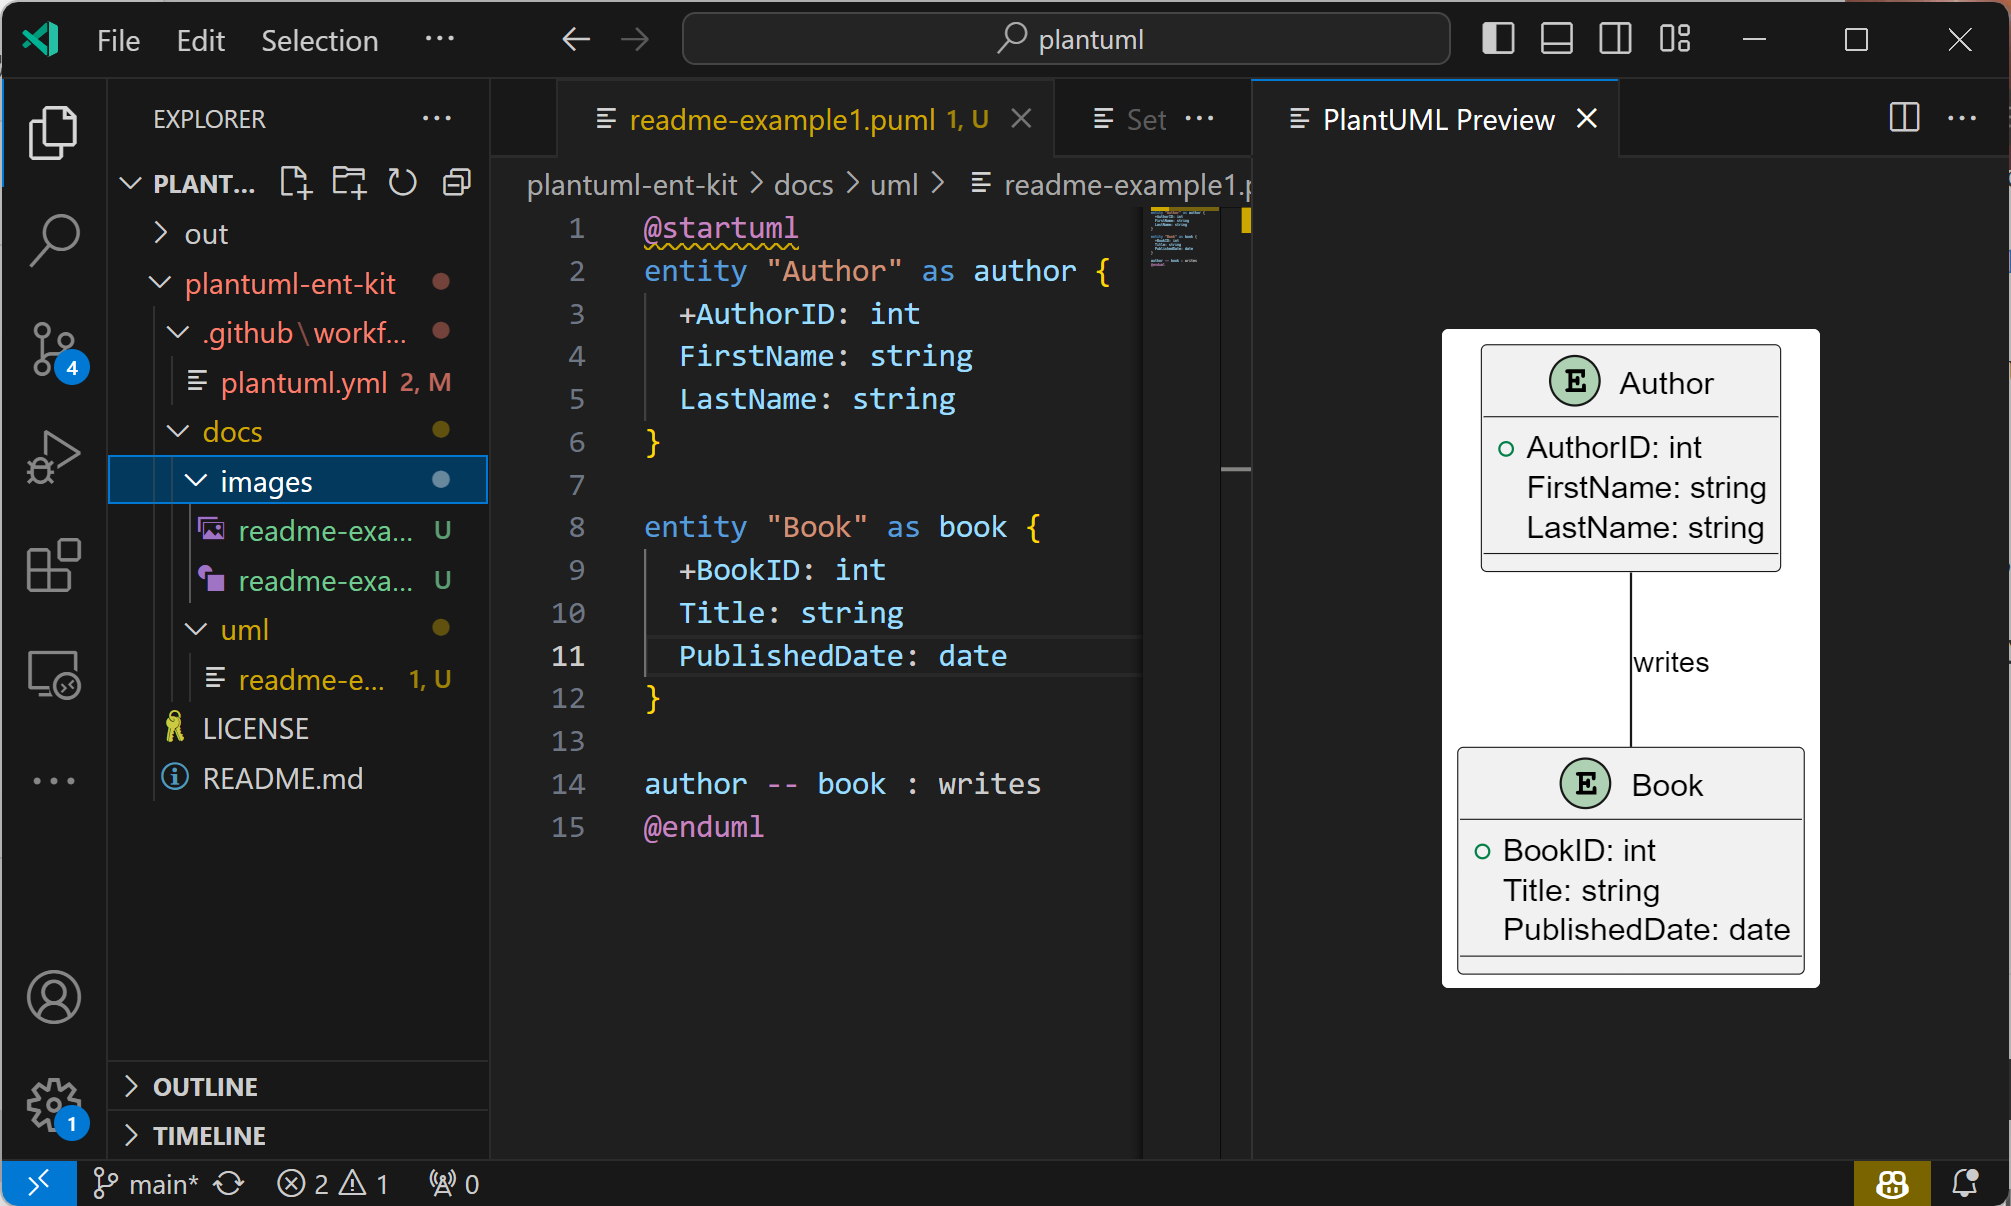 File Edit Selection ··· plantuml
EXPLORER ···
PLANT...
out
plantuml-ent-kit
.github\workf...
plantuml.yml 2, M
docs
images
readme-exa... U
readme-exa... U
uml
readme-e... 1, U
LICENSE
README.md
4
1
OUTLINE
TIMELINE
readme-example1.puml 1, U
Set ···
PlantUML Preview
plantuml-ent-kit > docs > uml > readme-example1.p
1 @startuml
2 entity "Author" as author {
3 +AuthorID: int
4 FirstName: string
5 LastName: string
6 }
7
8 entity "Book" as book {
9 +BookID: int
10 Title: string
11 PublishedDate: date
12 }
13
14 author -- book : writes
15 @enduml
E Author
AuthorID: int
FirstName: string
LastName: string
writes
E Book
BookID: int
Title: string
PublishedDate: date
main* 2 1 0